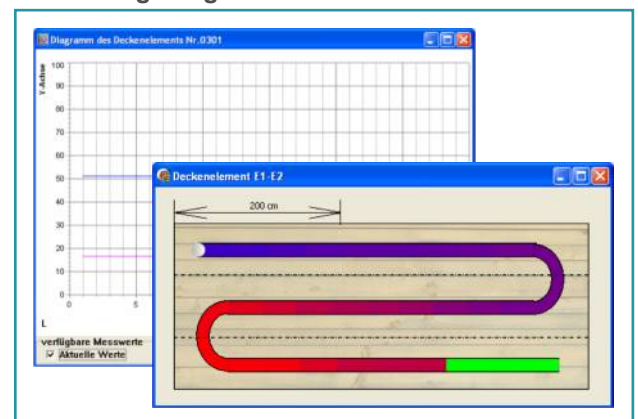 Diagramm des Deckenelements Nr.0301
Y-Achse
100
90
80
70
60
50
40
30
20
10
0
0
5
L
verfügbare Messwerte
Aktuelle Werte
Deckenelement E1-E2
200 cm